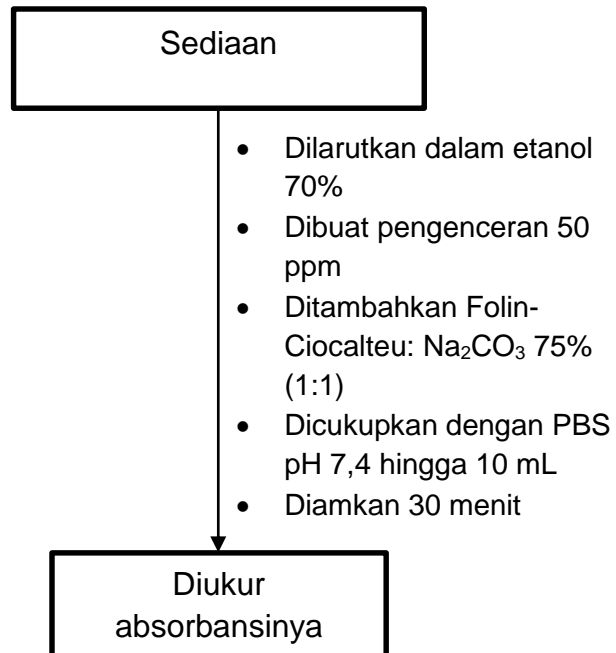 Sediaan
• Dilarutkan dalam etanol
70%
• Dibuat pengenceran 50
ppm
• Ditambahkan Folin-
Ciocalteu: Na₂CO₃ 75%
(1:1)
• Dicukupkan dengan PBS
pH 7,4 hingga 10 mL
• Diamkan 30 menit
Diukur
absorbansinya